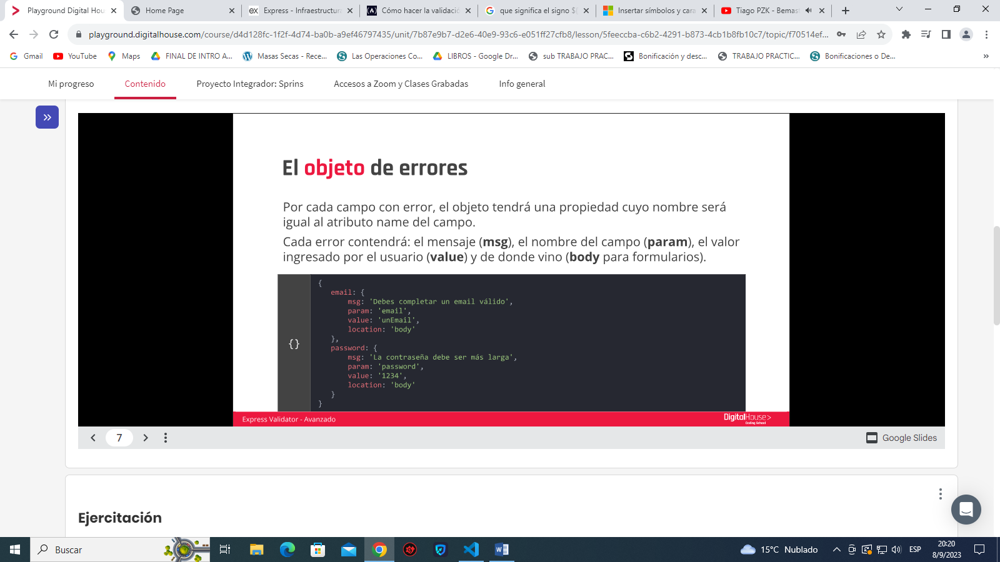 Playground Digital Hou
Home Page
Express - Infraestructura
Cómo hacer la validació
que significa el signo $
Insertar símbolos y cara
Tiago PZK - Bemas
playground.digitalhouse.com/course/d4d128fc-1f2f-4d74-ba0b-a9ef46797435/unit/7b87e9b7-d2e6-40e9-93c6-e051ff27cfb8/lesson/5feeccba-c6b2-4291-b873-4cb1b8fb10c7/topic/f70514ef...
Gmail
YouTube
Maps
FINAL DE INTRO A...
Masas Secas - Rece...
Las Operaciones Co...
LIBROS - Google Dr...
sub TRABAJO PRAC...
Bonificación y desc...
TRABAJO PRACTIC...
Bonificaciones o De...
»
Mi progreso
Contenido
Proyecto Integrador: Sprins
Accesos a Zoom y Clases Grabadas
Info general
El objeto de errores
Por cada campo con error, el objeto tendrá una propiedad cuyo nombre será
igual al atributo name del campo.
Cada error contendrá: el mensaje (msg), el nombre del campo (param), el valor
ingresado por el usuario (value) y de donde vino (body para formularios).
{}
{
email: {
msg: 'Debes completar un email válido',
param: 'email',
value: 'unEmail',
location: 'body'
},
password: {
msg: 'La contraseña debe ser más larga',
param: 'password',
value: '1234',
location: 'body'
}
}
Express Validator - Avanzado
DigitalHouse>
Coding School
7
Google Slides
Ejercitación
Buscar
15°C Nublado
ESP
20:20
8/9/2023